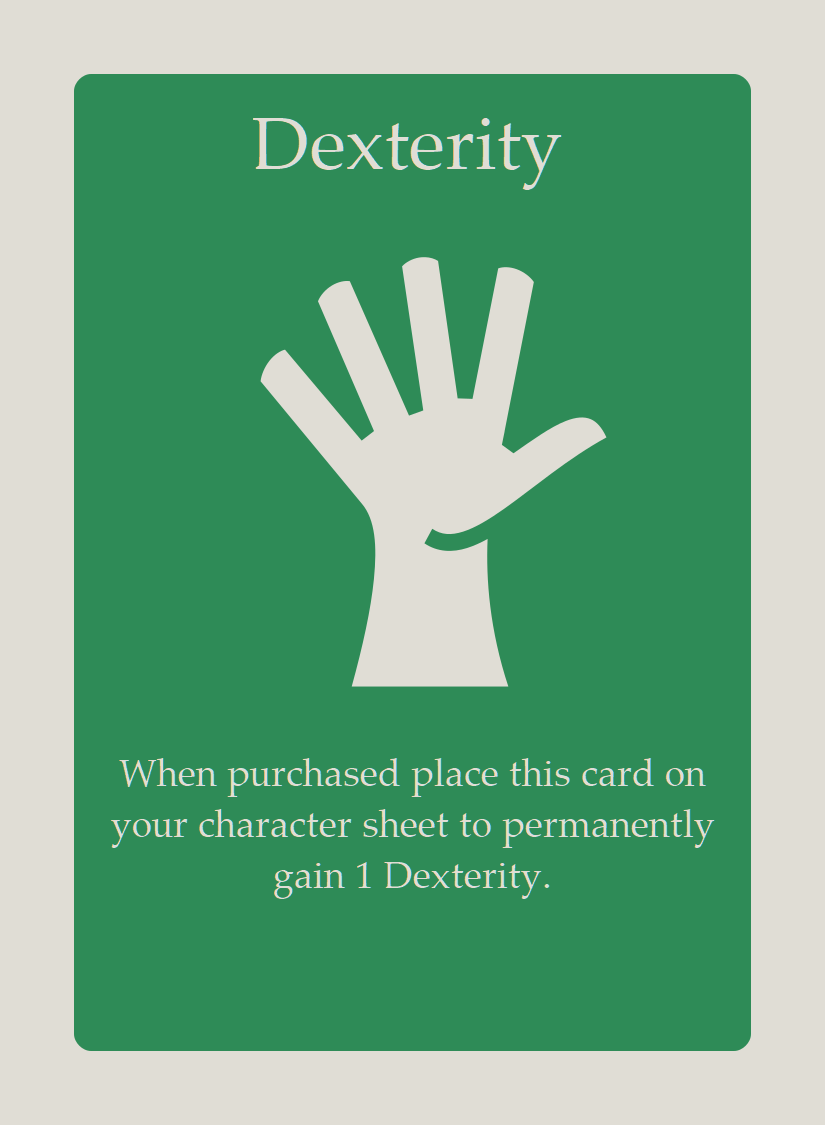 Dexterity
When purchased place this card on
your character sheet to permanently
gain 1 Dexterity.